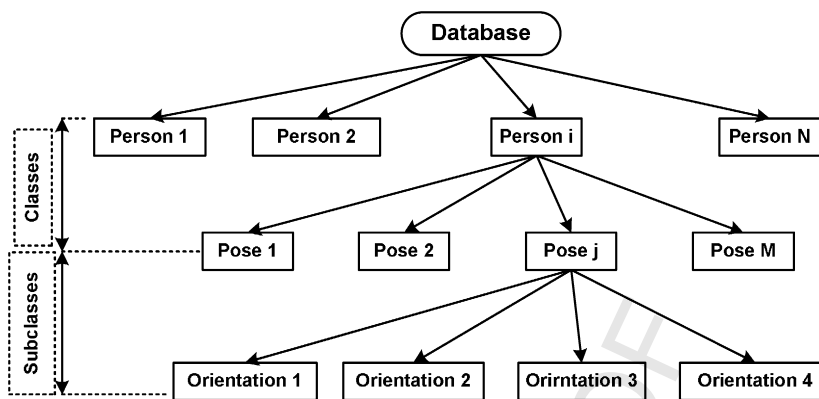 Database
Person 1
Person 2
Person i
Person N
Classes
Pose 1
Pose 2
Pose j
Pose M
Subclasses
Orientation 1
Orientation 2
Orirntation 3
Orientation 4